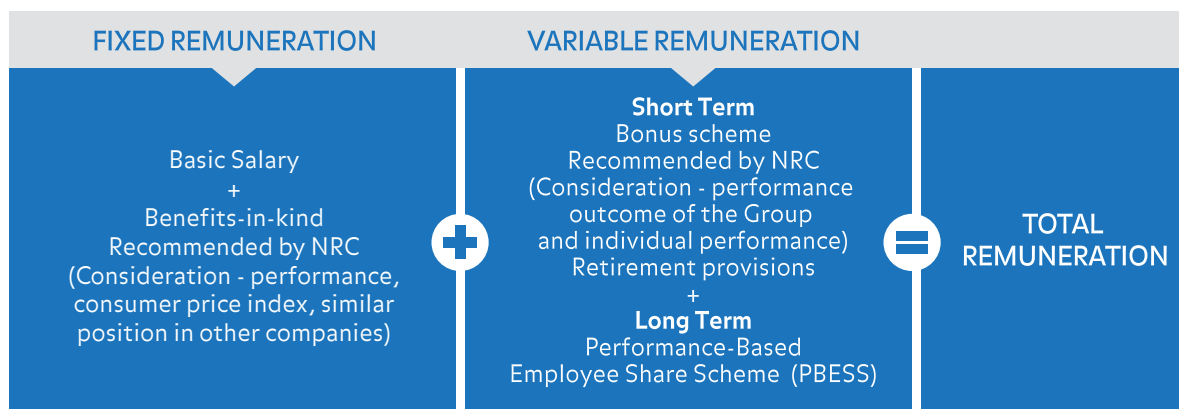 FIXED REMUNERATION
VARIABLE REMUNERATION
Basic Salary
+
Benefits-in-kind
Recommended by NRC
(Consideration - performance,
consumer price index, similar
position in other companies)
+
Short Term
Bonus scheme
Recommended by NRC
(Consideration - performance
outcome of the Group
and individual performance)
Retirement provisions
+
Long Term
Performance-Based
Employee Share Scheme (PBESS)
=
TOTAL
REMUNERATION